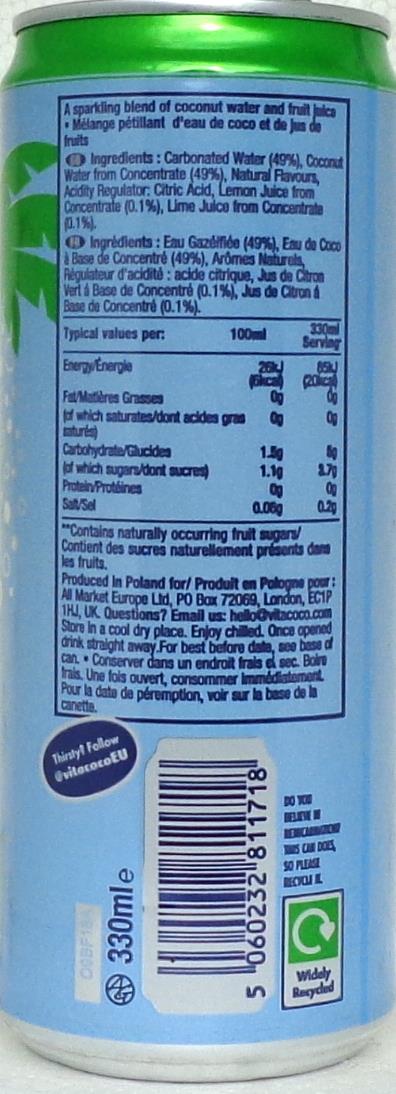 A sparkling blend of coconut water and fruit juice
• Mélange pétillant d'eau de coco et de jus de
fruits
Ingredients : Carbonated Water (49%), Coconut
Water from Concentrate (49%), Natural Flavours,
Acidity Regulator: Citric Acid, Lemon Juice from
Concentrate (0.1%), Lime Juice from Concentrate
(0.1%).
Ingrédients : Eau Gazéifiée (49%), Eau de Coco
à Base de Concentré (49%), Arômes Naturels,
Régulateur d'acidité : acide citrique, Jus de Citron
Vert á Base de Concentré (0.1%), Jus de Citron á
Base de Concentré (0.1%).
Typical values per: 100ml 330ml Serving
Energy/Énergie 26kJ 85kJ
(6kcal) (20kcal)
Fat/Matières Grasses 0g 0g
(of which saturates/dont acides gras 0g 0g
saturés)
Carbohydrate/Glucides 1.5g 5g
(of which sugars/dont sucres) 1.1g 3.7g
Protein/Protéines 0g 0g
Salt/Sel 0.06g 0.2g
**Contains naturally occurring fruit sugars/
Contient des sucres naturellement présents dans
les fruits.
Produced in Poland for/ Produit en Pologne pour:
All Market Europe Ltd, PO Box 72069, London, EC1P
1HJ, UK. Questions? Email us: hello@vitacoco.com
Store in a cool dry place. Enjoy chilled. Once opened
drink straight away. For best before date, see base of
can. • Conserver dans un endroit frais et sec. Boire
frais. Une fois ouvert, consommer immédiatement.
Pour la date de péremption, voir sur la base de la
canette.
Thirsty? Follow
@vitacocoEU
DO YOU
BELIEVE IN
REINCARNATION?
THIS CAN DOES,
SO PLEASE
RECYCLE IT.
330ml e
5 060232 811718
Widely
Recycled